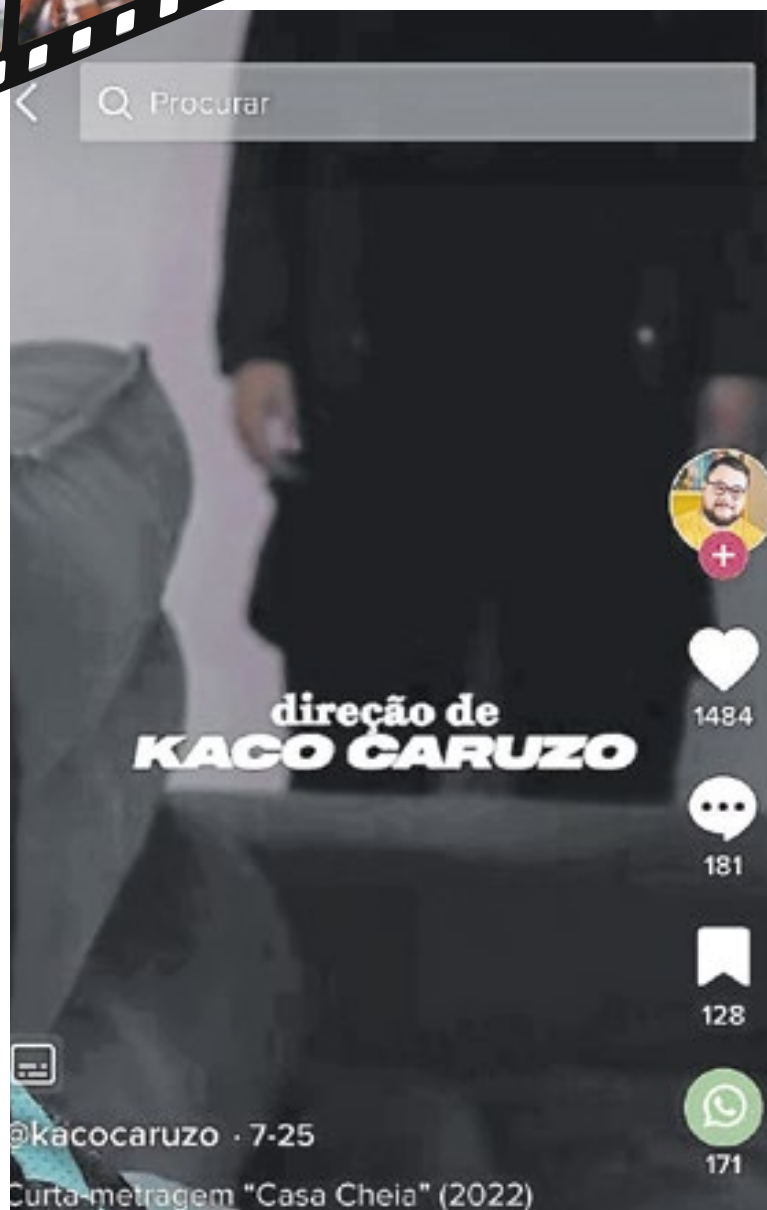 Procurar
direção de
KACO CARUZO
1484
181
128
171
@kacocaruzo · 7-25
Curta-metragem "Casa Cheia" (2022)